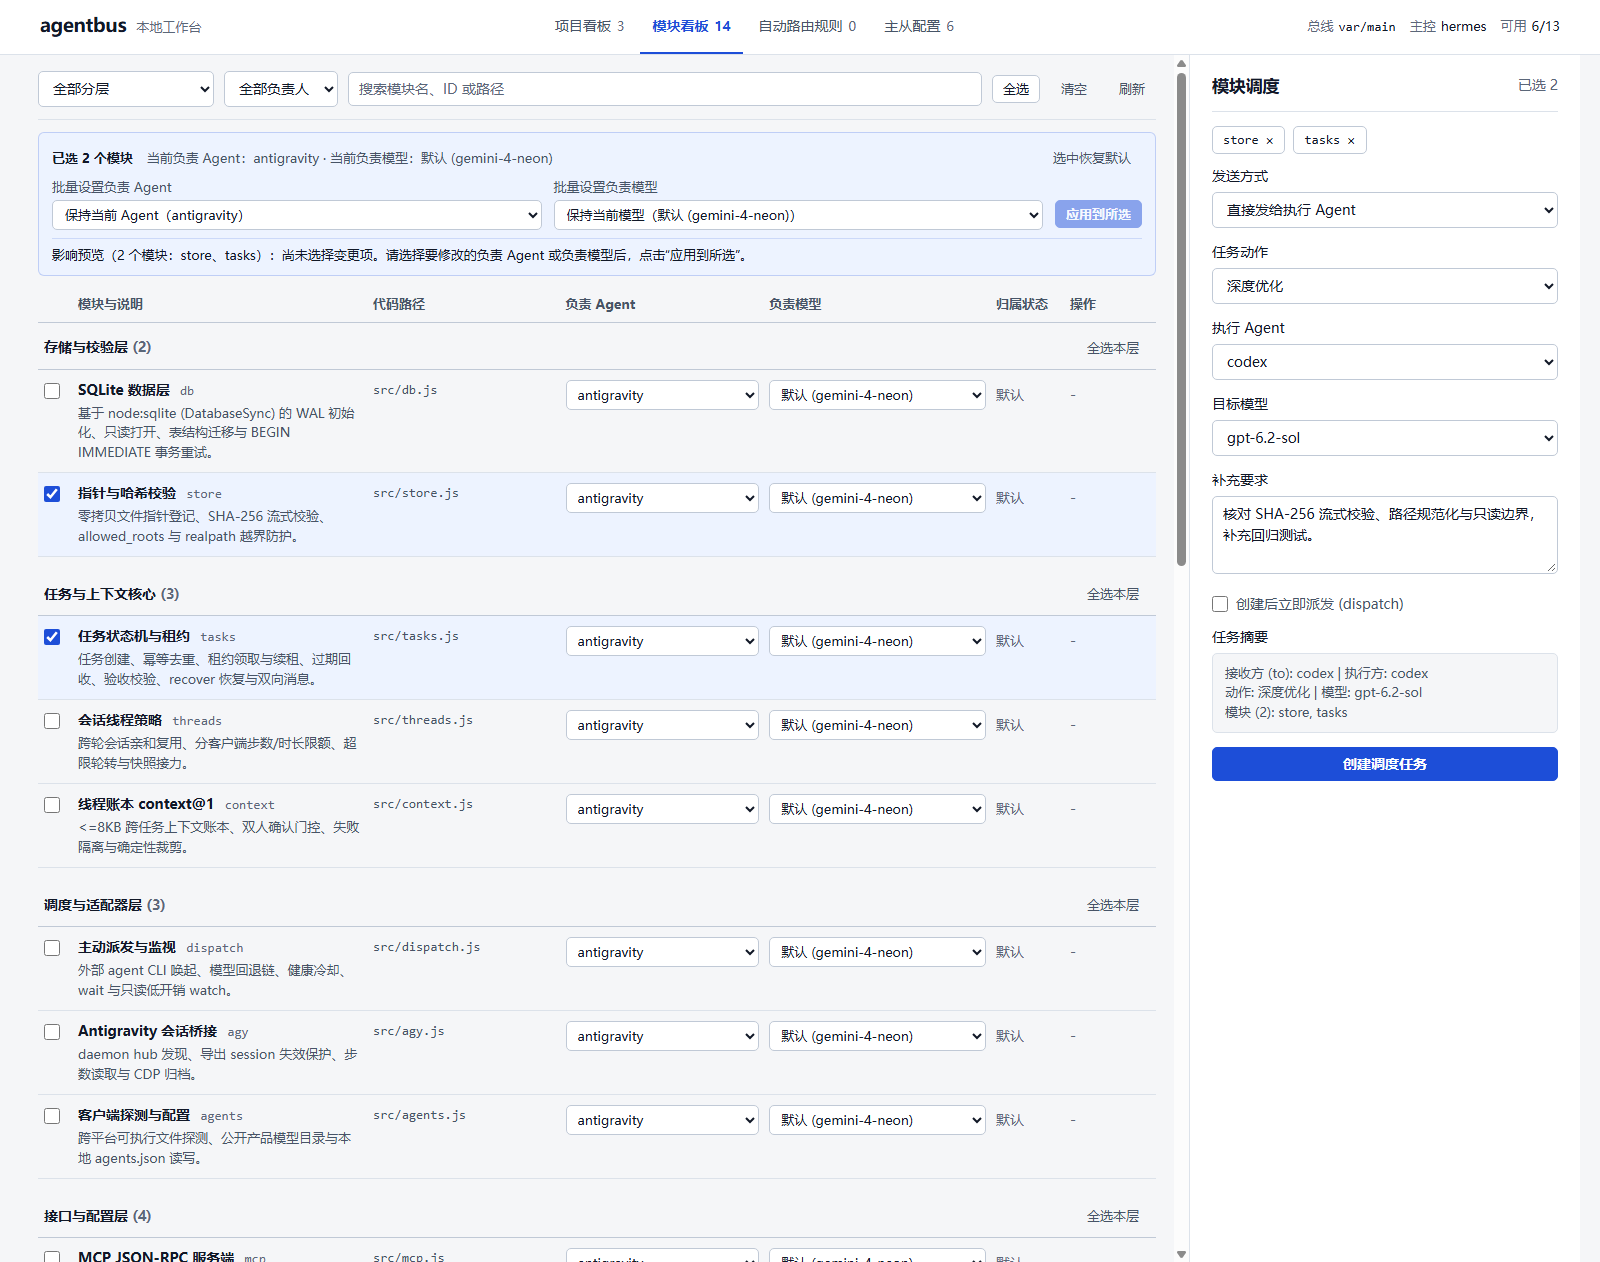 agentbus 本地工作台
项目看板 3 模块看板 14 自动路由规则 0 主从配置 6
总线 var/main 主控 hermes 可用 6/13
全部分层 全部负责人 搜索模块名、ID 或路径 全选 清空 刷新
已选 2 个模块 当前负责 Agent：antigravity · 当前负责模型：默认 (gemini-4-neon) 选中恢复默认
批量设置负责 Agent 批量设置负责模型
保持当前 Agent（antigravity） 保持当前模型（默认 (gemini-4-neon)） 应用到所选
影响预览（2 个模块：store、tasks）：尚未选择变更项。请选择要修改的负责 Agent 或负责模型后，点击“应用到所选”。
模块与说明 代码路径 负责 Agent 负责模型 归属状态 操作
存储与校验层 (2) 全选本层
SQLite 数据层 db src/db.js antigravity 默认 (gemini-4-neon) 默认 -
基于 node:sqlite (DatabaseSync) 的 WAL 初始
化、只读打开、表结构迁移与 BEGIN
IMMEDIATE 事务重试。
指针与哈希校验 store src/store.js antigravity 默认 (gemini-4-neon) 默认 -
零拷贝文件指针登记、SHA-256 流式校验、
allowed_roots 与 realpath 越界防护。
任务与上下文核心 (3) 全选本层
任务状态机与租约 tasks src/tasks.js antigravity 默认 (gemini-4-neon) 默认 -
任务创建、幂等去重、租约领取与续租、过期回
收、验收校验、recover 恢复与双向消息。
会话线程策略 threads src/threads.js antigravity 默认 (gemini-4-neon) 默认 -
跨轮会话亲和复用、分客户端步数/时长限额、超
限轮转与快照接力。
线程账本 context@1 context src/context.js antigravity 默认 (gemini-4-neon) 默认 -
<=8KB 跨任务上下文账本、双人确认门控、失败
隔离与确定性裁剪。
调度与适配器层 (3) 全选本层
主动派发与监视 dispatch src/dispatch.js antigravity 默认 (gemini-4-neon) 默认 -
外部 agent CLI 唤起、模型回退链、健康冷却、
wait 与只读低开销 watch。
Antigravity 会话桥接 agy src/agy.js antigravity 默认 (gemini-4-neon) 默认 -
daemon hub 发现、导出 session 失效保护、步
数读取与 CDP 归档。
客户端探测与配置 agents src/agents.js antigravity 默认 (gemini-4-neon) 默认 -
跨平台可执行文件探测、公开产品模型目录与本
地 agents.json 读写。
接口与配置层 (4) 全选本层
MCP JSON-RPC 服务端 mcp src/mcp.js antigravity 默认 (gemini-4-neon) 默认 -
模块调度 已选 2
store × tasks ×
发送方式
直接发给执行 Agent
任务动作
深度优化
执行 Agent
codex
目标模型
gpt-6.2-sol
补充要求
核对 SHA-256 流式校验、路径规范化与只读边界，
补充回归测试。
创建后立即派发 (dispatch)
任务摘要
接收方 (to): codex | 执行方: codex
动作: 深度优化 | 模型: gpt-6.2-sol
模块 (2): store, tasks
创建调度任务